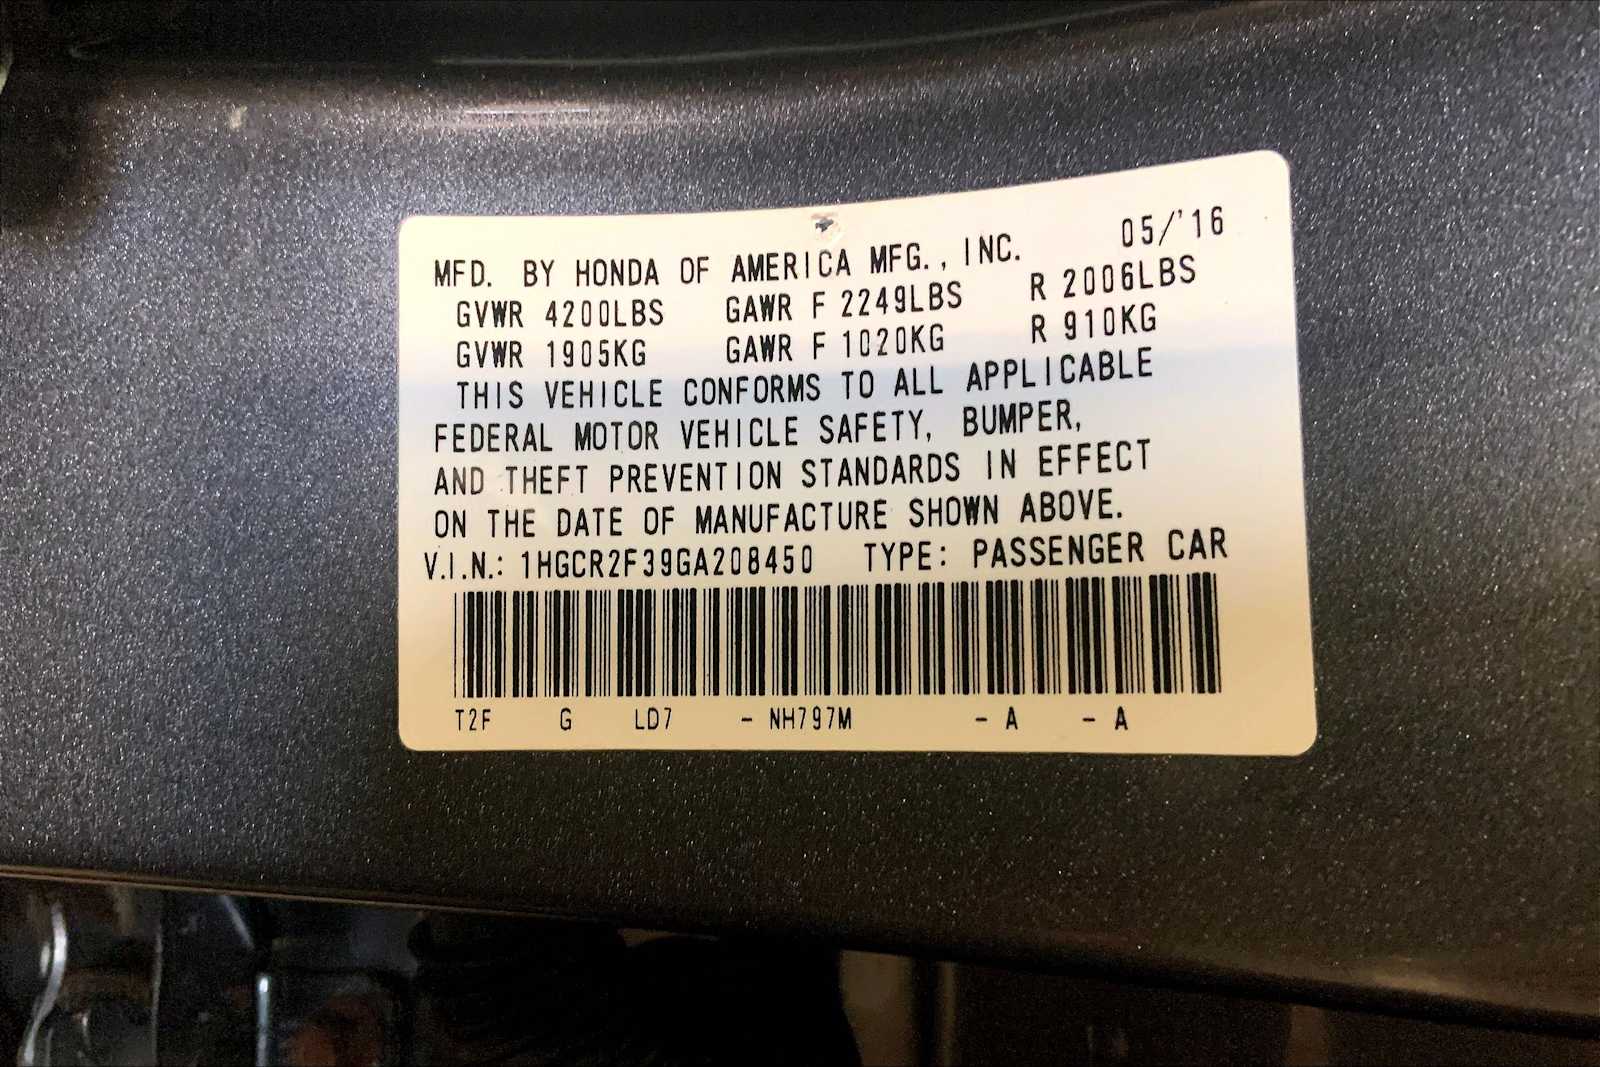 MFD. BY HONDA OF AMERICA MFG., INC. 05/'16
GVWR 4200LBS GAWR F 2249LBS R 2006LBS
GVWR 1905KG GAWR F 1020KG R 910KG
THIS VEHICLE CONFORMS TO ALL APPLICABLE
FEDERAL MOTOR VEHICLE SAFETY, BUMPER,
AND THEFT PREVENTION STANDARDS IN EFFECT
ON THE DATE OF MANUFACTURE SHOWN ABOVE.
V.I.N.: 1HGCR2F39GA208450 TYPE: PASSENGER CAR
T2F G LD7 - NH797M - A - A